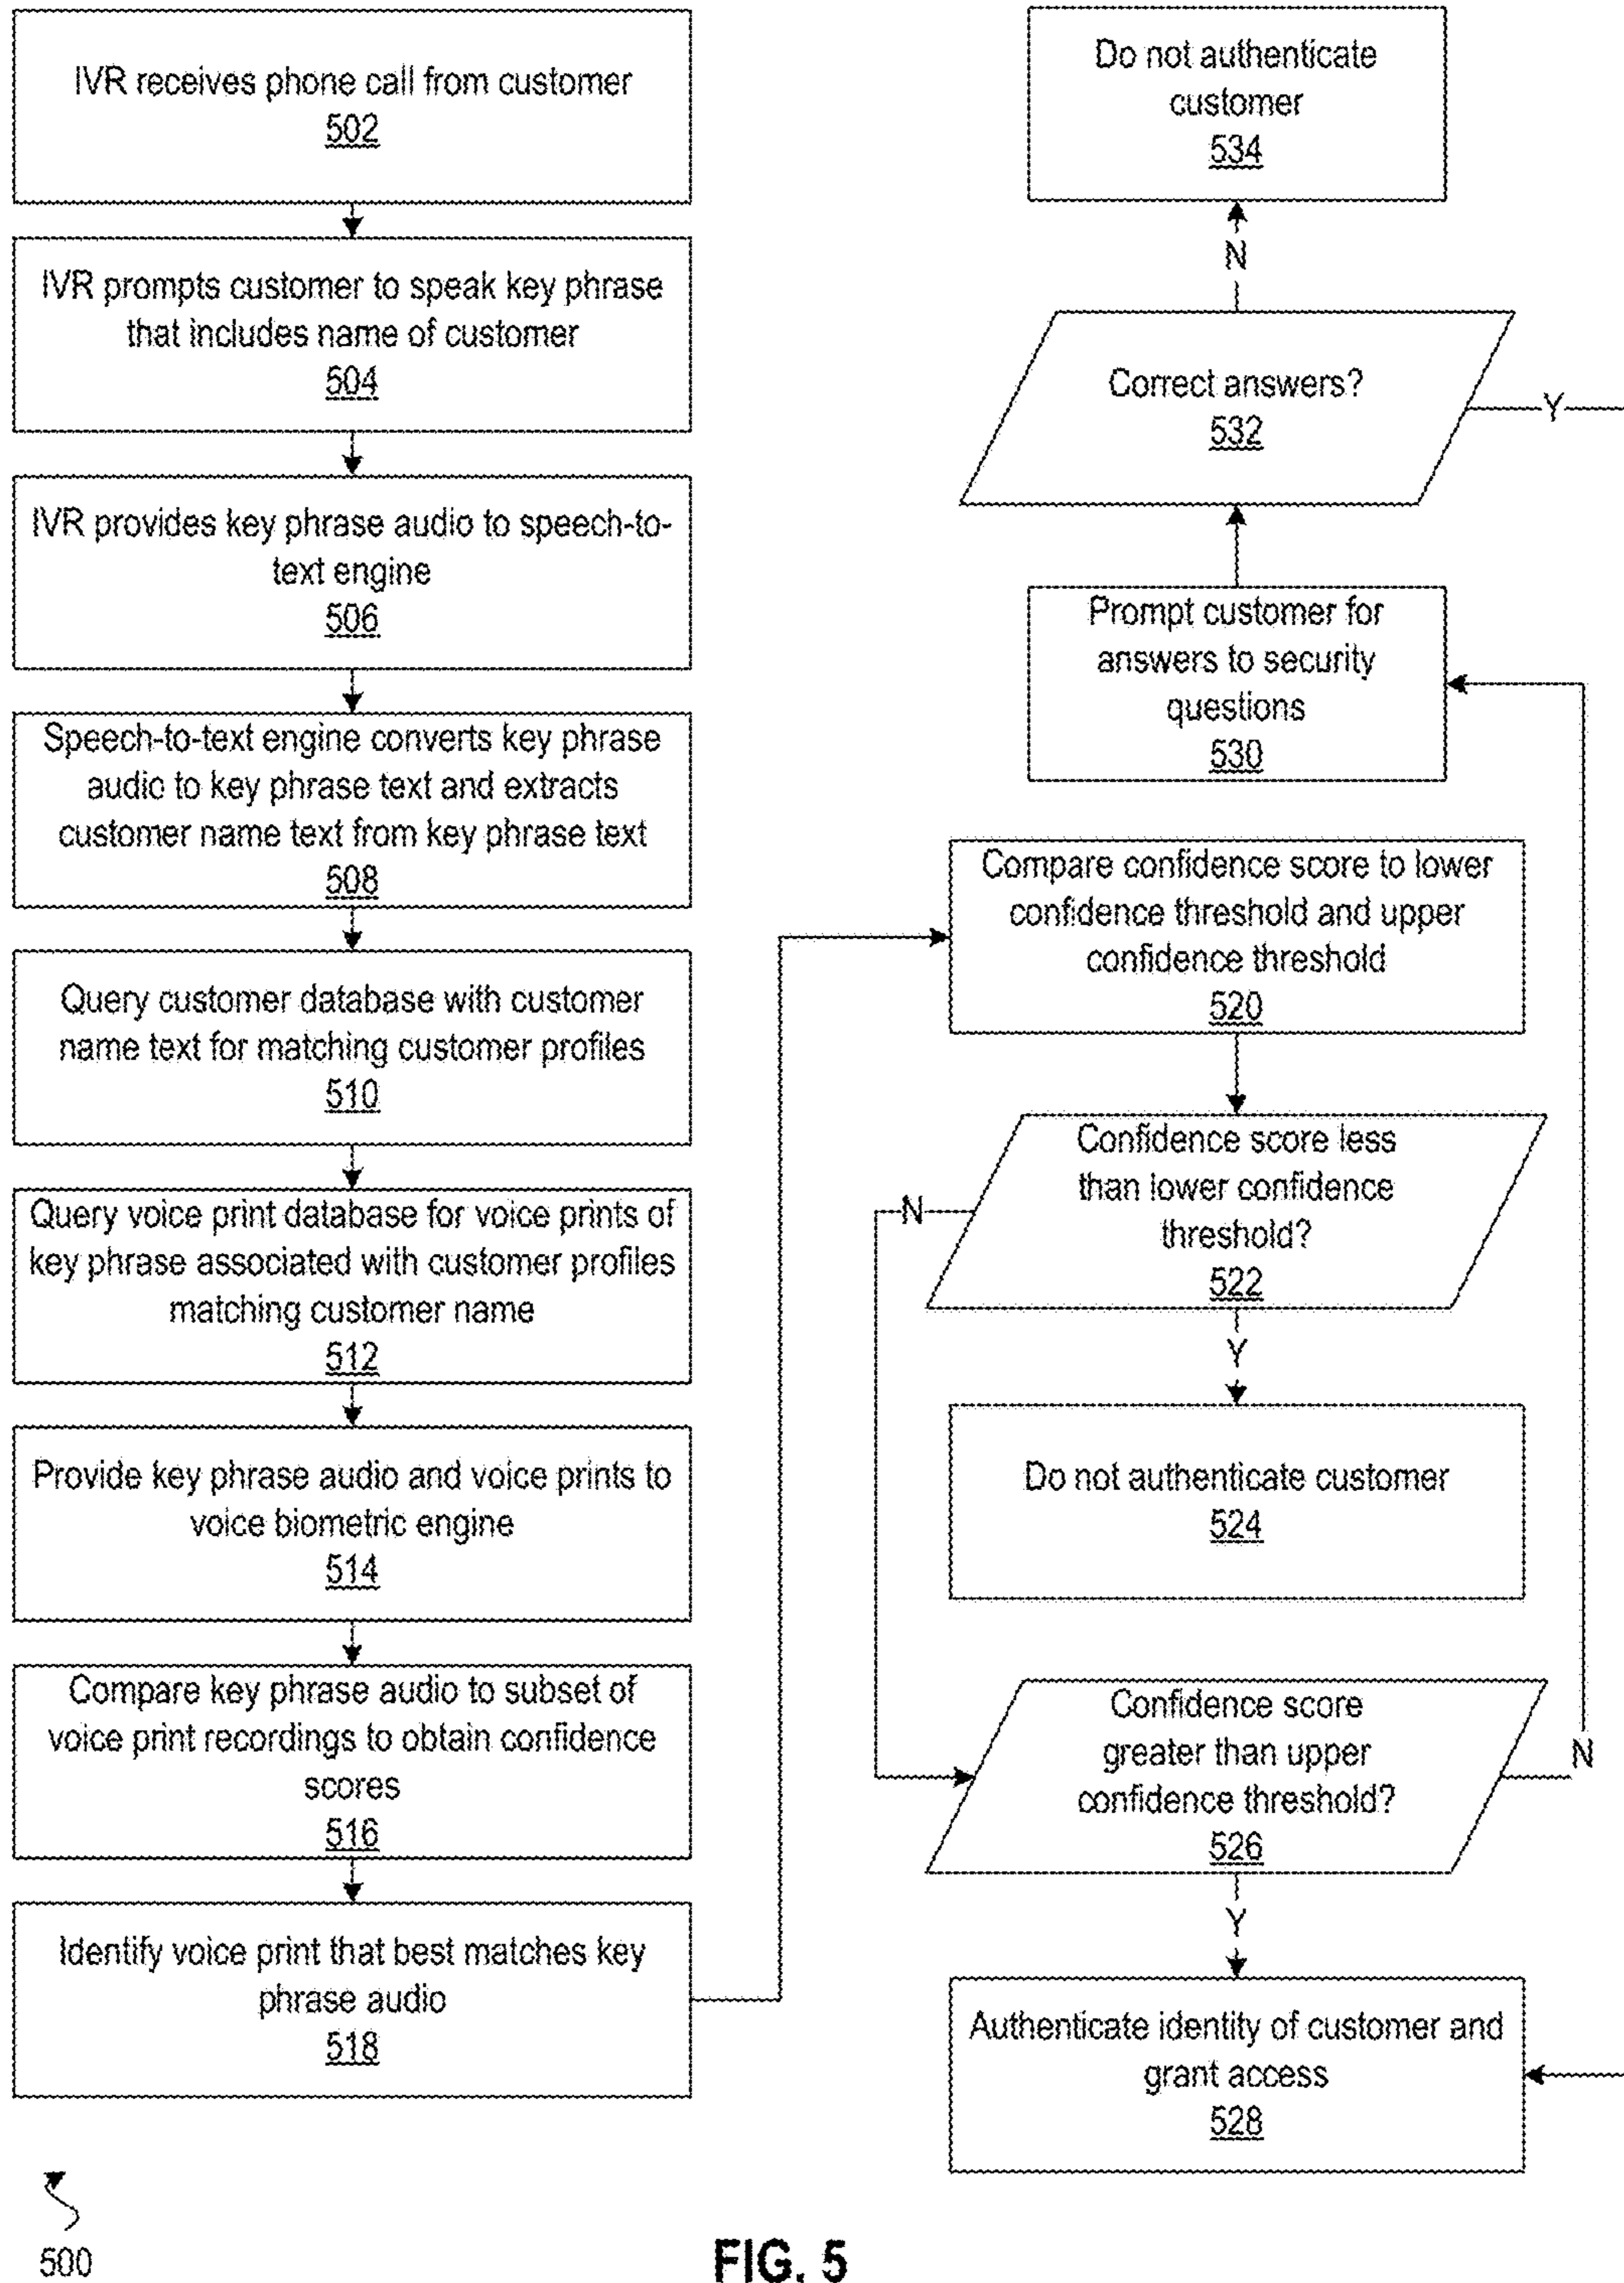 IVR receives phone call from customer
502
IVR prompts customer to speak key phrase
that includes name of customer
504
IVR provides key phrase audio to speech-to-
text engine
506
Speech-to-text engine converts key phrase
audio to key phrase text and extracts
customer name text from key phrase text
508
Query customer database with customer
name text for matching customer profiles
510
Query voice print database for voice prints of
key phrase associated with customer profiles
matching customer name
512
Provide key phrase audio and voice prints to
voice biometric engine
514
Compare key phrase audio to subset of
voice print recordings to obtain confidence
scores
516
Identify voice print that best matches key
phrase audio
518
Do not authenticate
customer
534
N
Correct answers?
532
Y
Prompt customer for
answers to security
questions
530
Compare confidence score to lower
confidence threshold and upper
confidence threshold
520
Confidence score less
than lower confidence
threshold?
522
N
Y
Do not authenticate customer
524
Confidence score
greater than upper
confidence threshold?
526
N
Y
Authenticate identity of customer and
grant access
528
500
FIG. 5